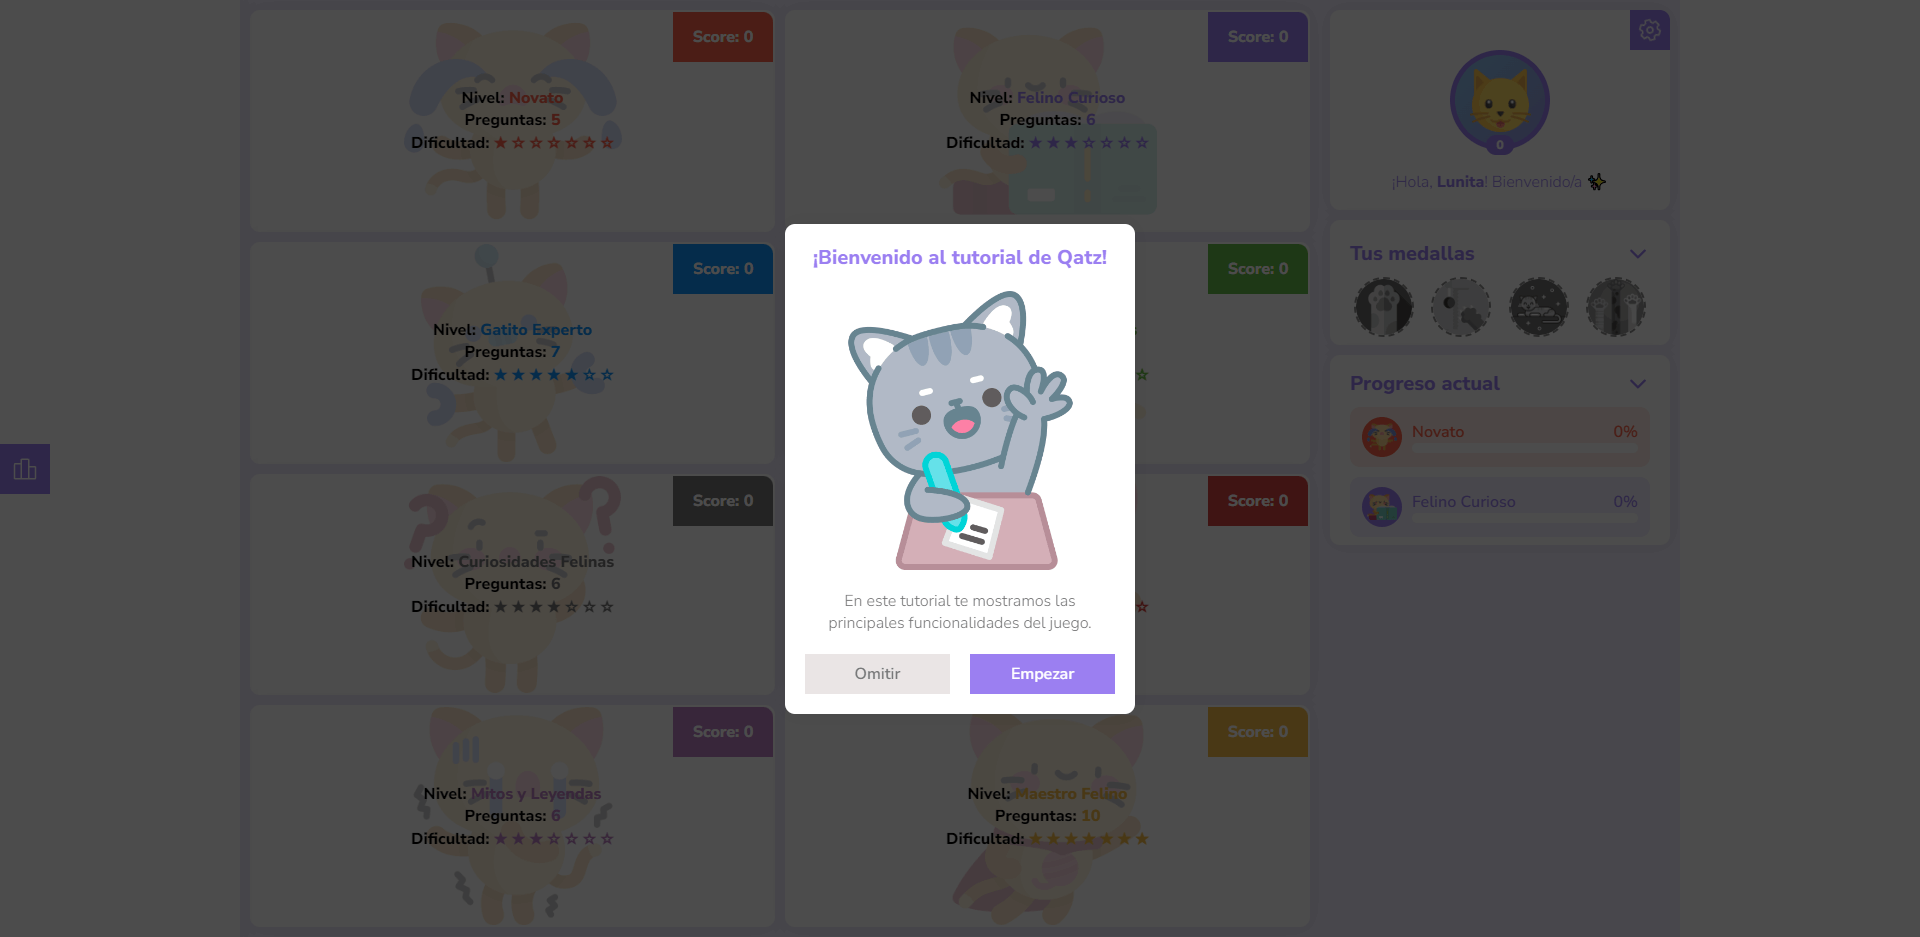 Score: 0
Nivel: Novato
Preguntas: 5
Dificultad: ★☆☆☆☆☆☆
Score: 0
Nivel: Felino Curioso
Preguntas: 6
Dificultad: ★★★☆☆☆☆
Score: 0
Nivel: Gatito Experto
Preguntas: 7
Dificultad: ★★★★★☆☆
Score: 0
Score: 0
Nivel: Curiosidades Felinas
Preguntas: 6
Dificultad: ★★★★☆☆☆
Score: 0
Score: 0
Nivel: Mitos y Leyendas
Preguntas: 6
Dificultad: ★★★☆☆☆☆
Score: 0
Nivel: Maestro Felino
Preguntas: 10
Dificultad: ★★★★★★★
¡Bienvenido al tutorial de Qatz!
En este tutorial te mostramos las
principales funcionalidades del juego.
Omitir
Empezar
0
¡Hola, Lunita! Bienvenido/a ✨
Tus medallas
Progreso actual
Novato 0%
Felino Curioso 0%